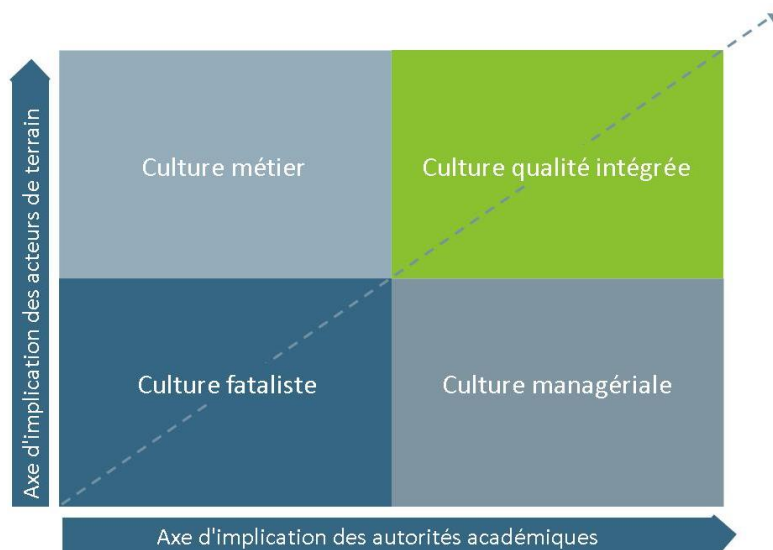 Axe d'implication des acteurs de terrain
Culture métier
Culture qualité intégrée
Culture fataliste
Culture managériale
Axe d'implication des autorités académiques